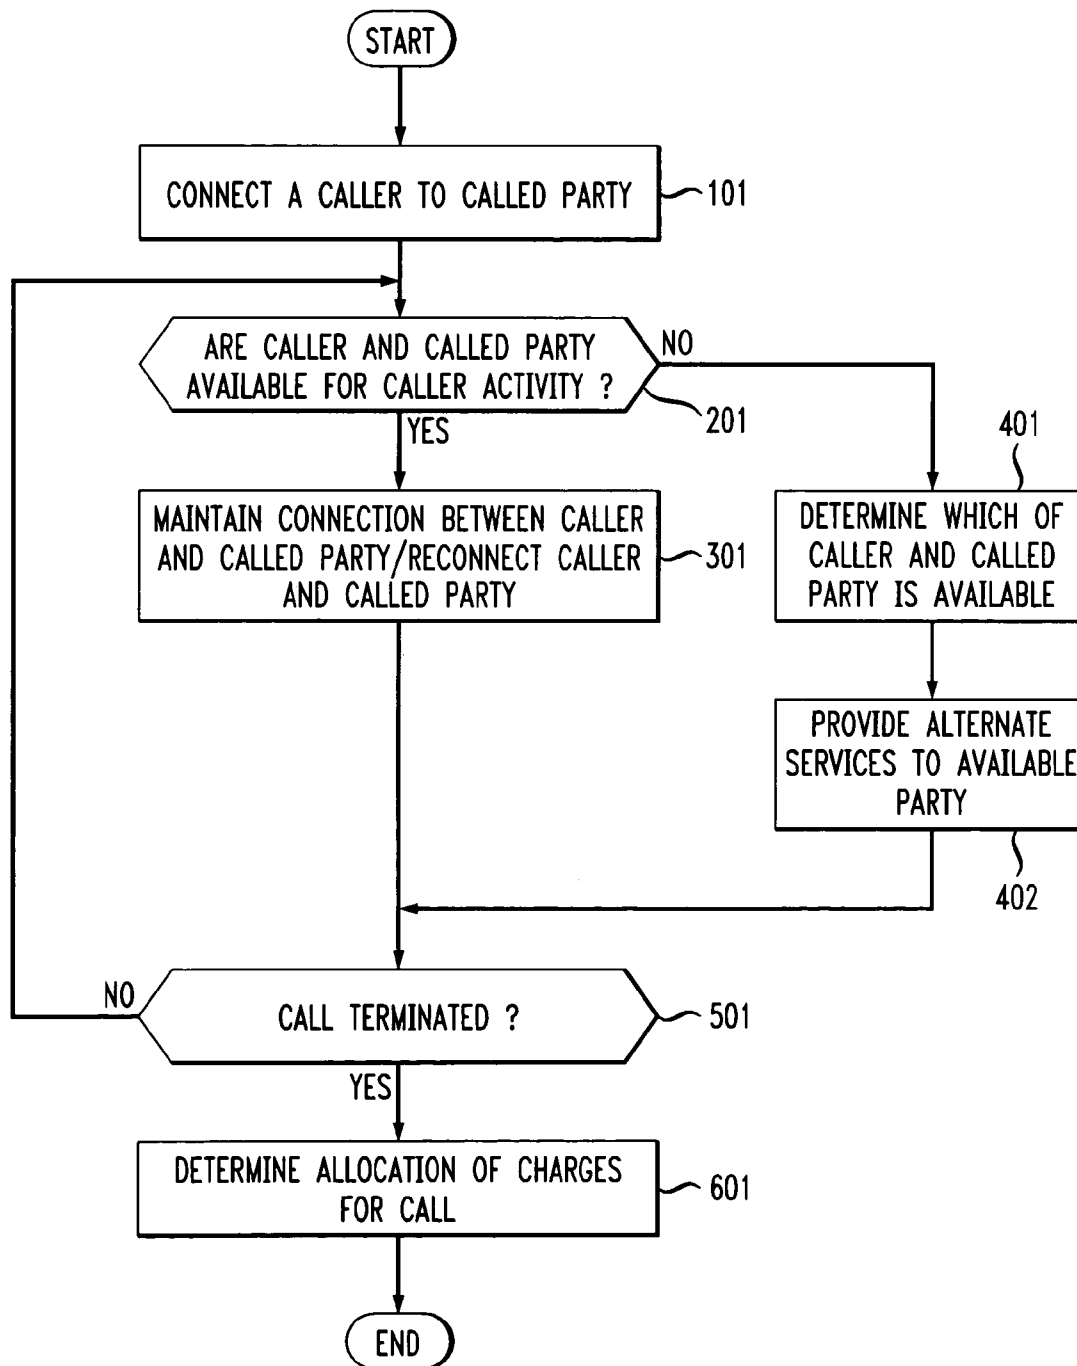 START
CONNECT A CALLER TO CALLED PARTY
101
ARE CALLER AND CALLED PARTY
AVAILABLE FOR CALLER ACTIVITY ?
NO
201
YES
MAINTAIN CONNECTION BETWEEN CALLER
AND CALLED PARTY/RECONNECT CALLER
AND CALLED PARTY
301
401
DETERMINE WHICH OF
CALLER AND CALLED
PARTY IS AVAILABLE
PROVIDE ALTERNATE
SERVICES TO AVAILABLE
PARTY
402
NO
CALL TERMINATED ?
501
YES
DETERMINE ALLOCATION OF CHARGES
FOR CALL
601
END